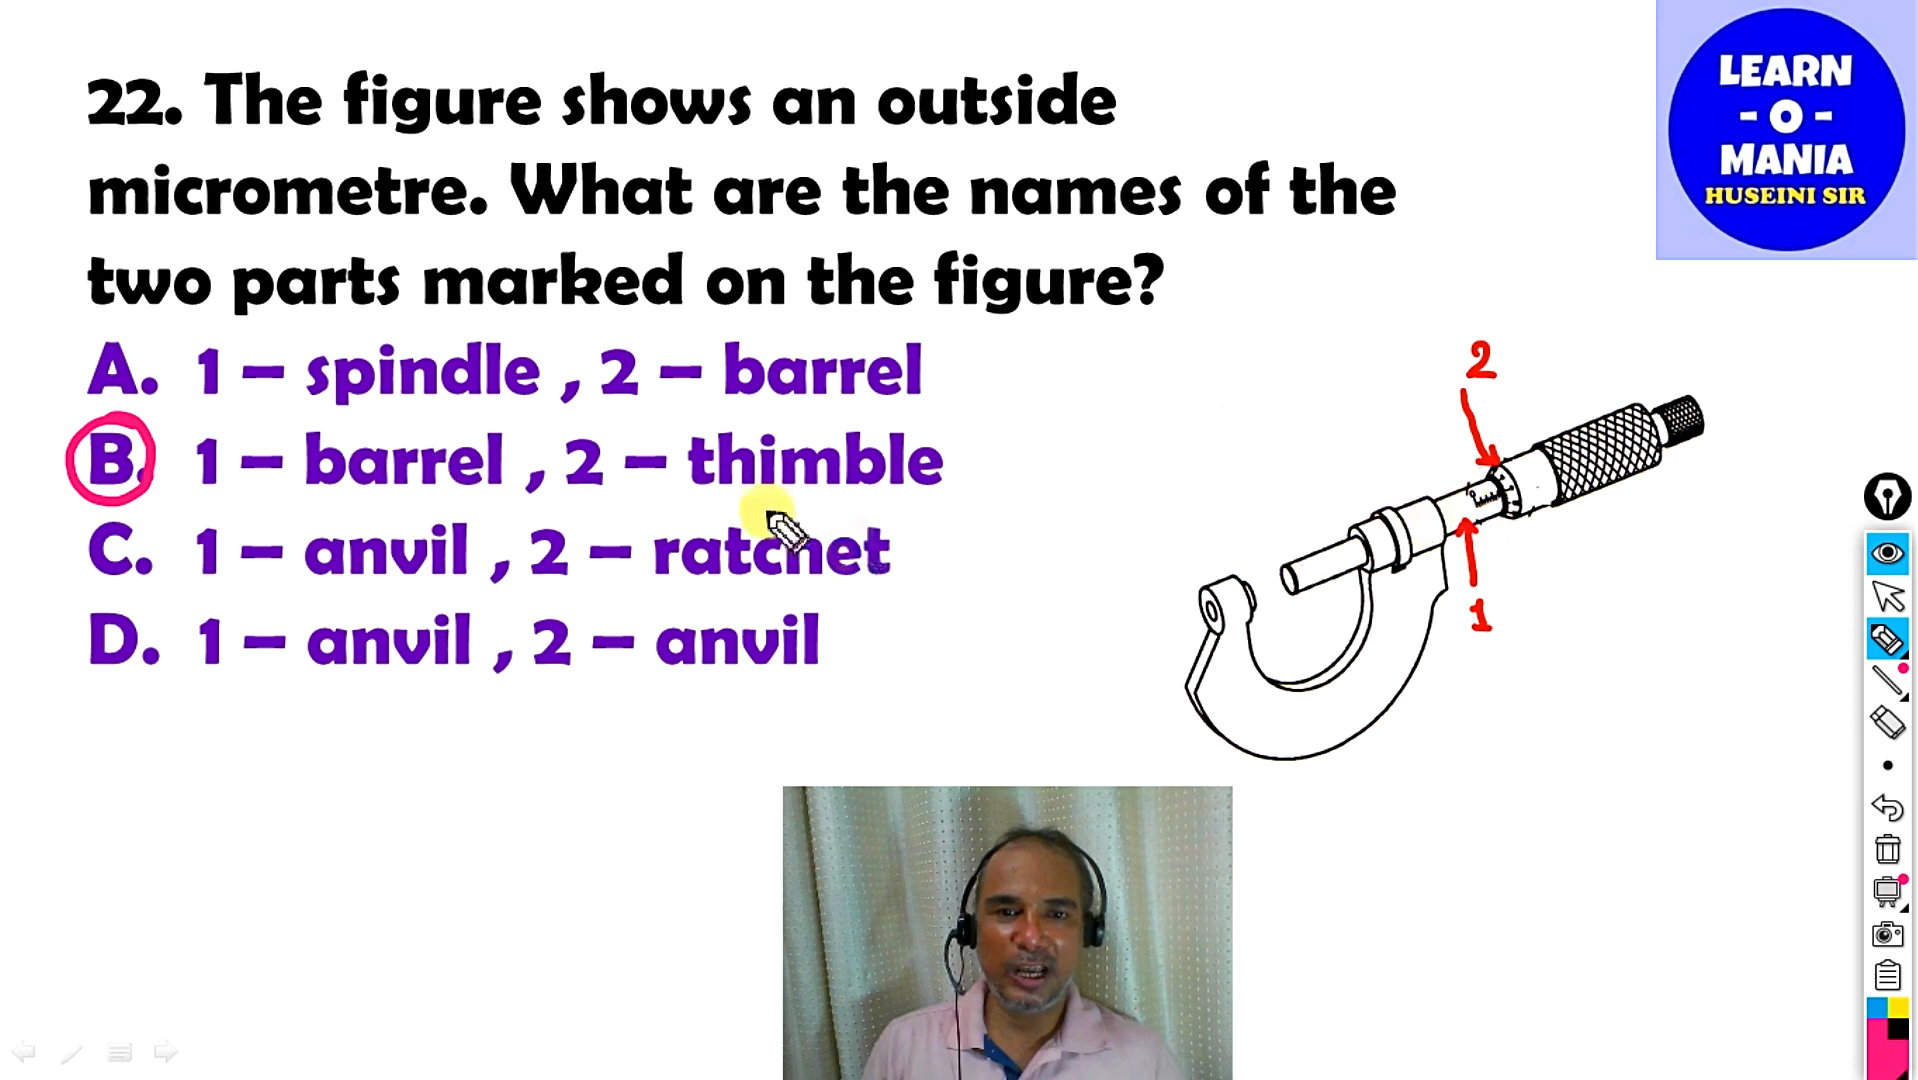 22. The figure shows an outside
micrometre. What are the names of the
two parts marked on the figure?
A. 1 – spindle , 2 – barrel
B. 1 – barrel , 2 – thimble
C. 1 – anvil , 2 – ratchet
D. 1 – anvil , 2 – anvil
LEARN
- O -
MANIA
HUSEINI SIR
2
0
1